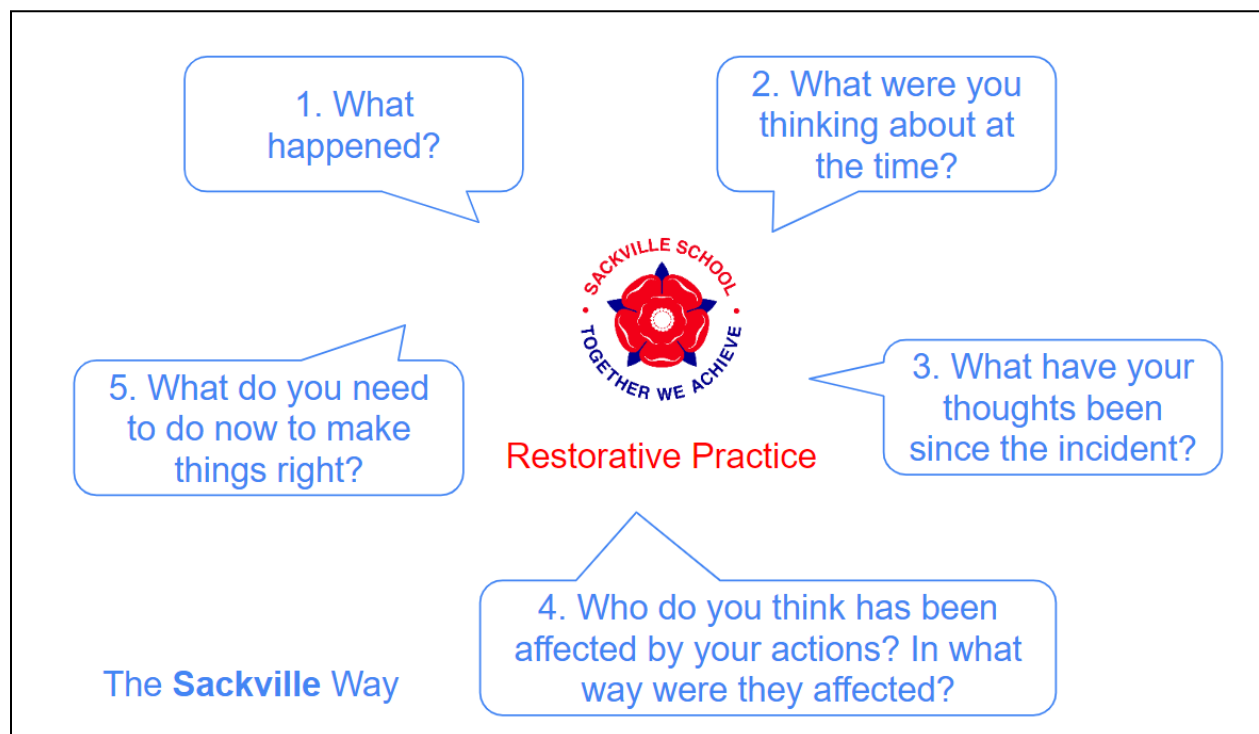 1. What
happened?
2. What were you
thinking about at
the time?
SACKVILLE SCHOOL
TOGETHER WE ACHIEVE
Restorative Practice
3. What have your
thoughts been
since the incident?
5. What do you need
to do now to make
things right?
4. Who do you think has been
affected by your actions? In what
way were they affected?
The Sackville Way